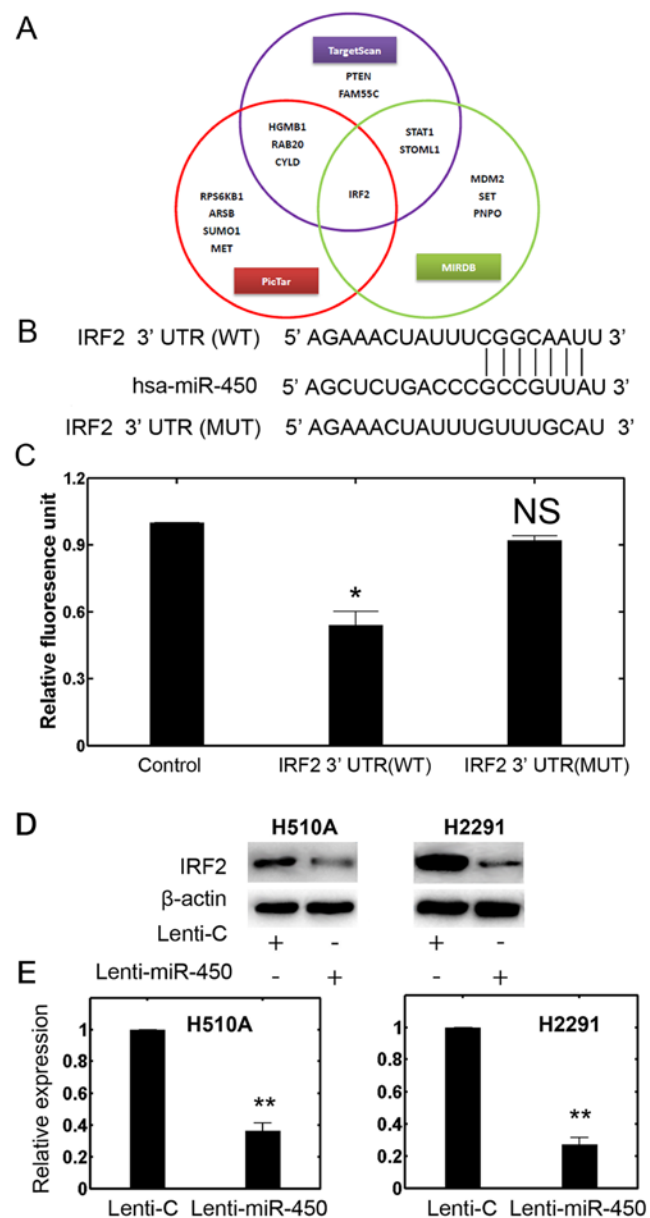 A
TargetScan
PTEN
FAM55C
HGMB1
RAB20
CYLD
STAT1
STOML1
IRF2
RPS6KB1
ARSB
SUMO1
MET
MDM2
SET
PNPO
PicTar
MIRDB
B
IRF2 3' UTR (WT) 5' AGAAACUAUUUCGGCAAUU 3'
hsa-miR-450 5' AGCUCUGACCCGCCGUUAU 3'
IRF2 3' UTR (MUT) 5' AGAAACUAUUUGUUUGCAU 3'
C
Relative fluoresence unit
1.2
0.9
0.6
0.3
0
*
NS
Control IRF2 3' UTR(WT) IRF2 3' UTR(MUT)
D
H510A H2291
IRF2
β-actin
Lenti-C + - + -
Lenti-miR-450 - + - +
E
Relative expression
1
0.8
0.6
0.4
0.2
0
H510A
**
Lenti-C Lenti-miR-450
1
0.8
0.6
0.4
0.2
0
H2291
**
Lenti-C Lenti-miR-450